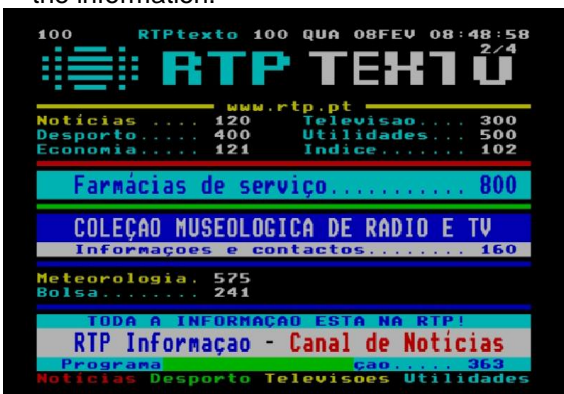 the information.
100 RTPtexto 100 QUA 08FEV 08:48:58
2/4
RTP TEXTO
www.rtp.pt
Notícias .... 120 Televisao.... 300
Desporto..... 400 Utilidades... 500
Economia..... 121 Indice....... 102
Farmácias de serviço........... 800
COLEÇAO MUSEOLOGICA DE RADIO E TV
Informaçoes e contactos........ 160
Meteorologia. 575
Bolsa........ 241
TODA A INFORMAÇAO ESTA NA RTP!
RTP Informaçao - Canal de Notícias
Programa çao..... 363
Notícias Desporto Televisoes Utilidades